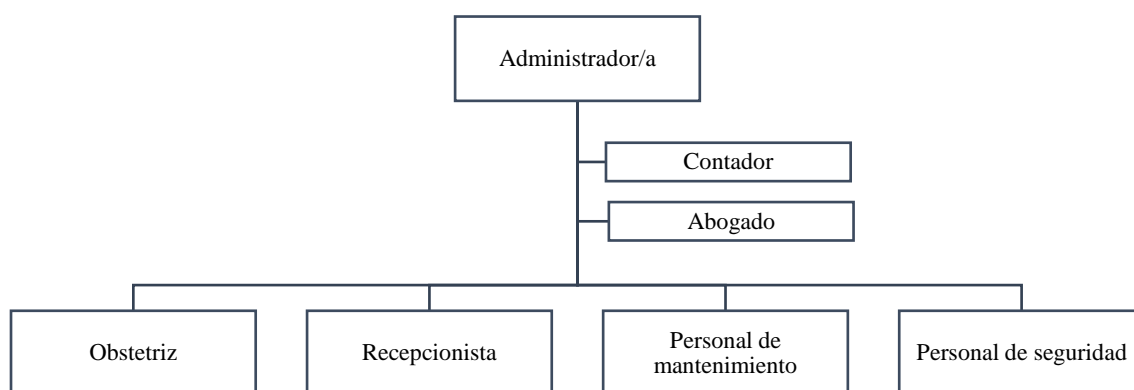 Administrador/a
Contador
Abogado
Obstetriz
Recepcionista
Personal de
mantenimiento
Personal de seguridad